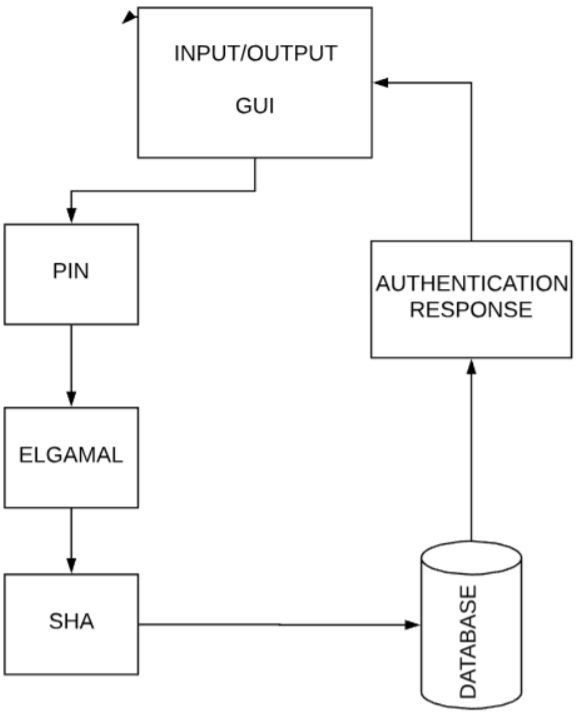 INPUT/OUTPUT
GUI
PIN
AUTHENTICATION
RESPONSE
ELGAMAL
SHA
DATABASE